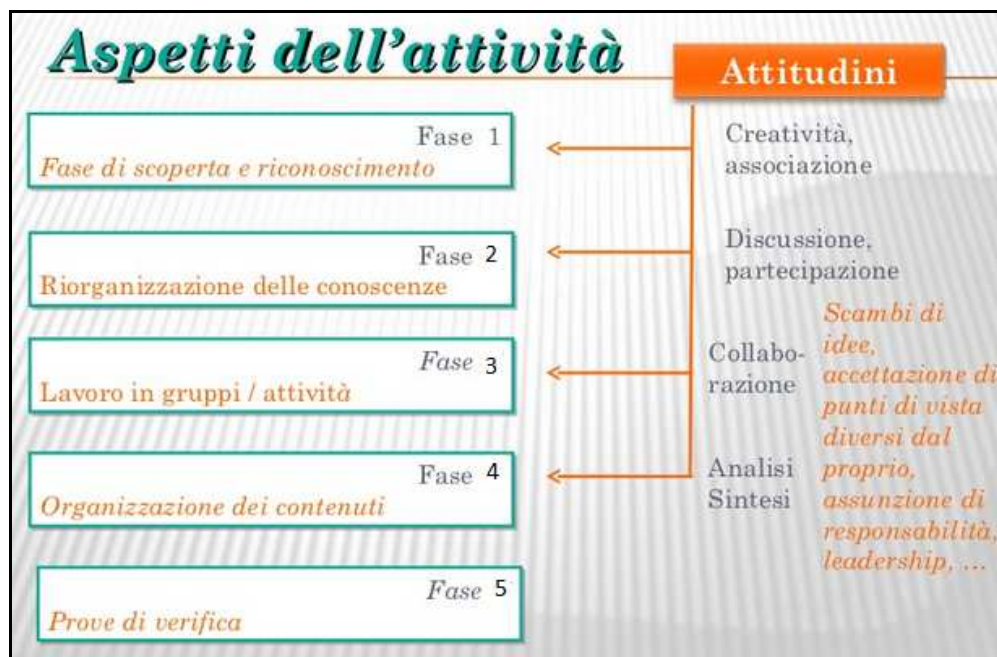 Aspetti dell'attività
Attitudini
Fase 1
Fase di scoperta e riconoscimento
Creatività,
associazione
Fase 2
Riorganizzazione delle conoscenze
Discussione,
partecipazione
Fase 3
Lavoro in gruppi / attività
Collabo-
razione
Scambi di
idee,
accettazione di
punti di vista
diversi dal
proprio,
assunzione di
responsabilità,
leadership, ...
Fase 4
Organizzazione dei contenuti
Analisi
Sintesi
Fase 5
Prove di verifica